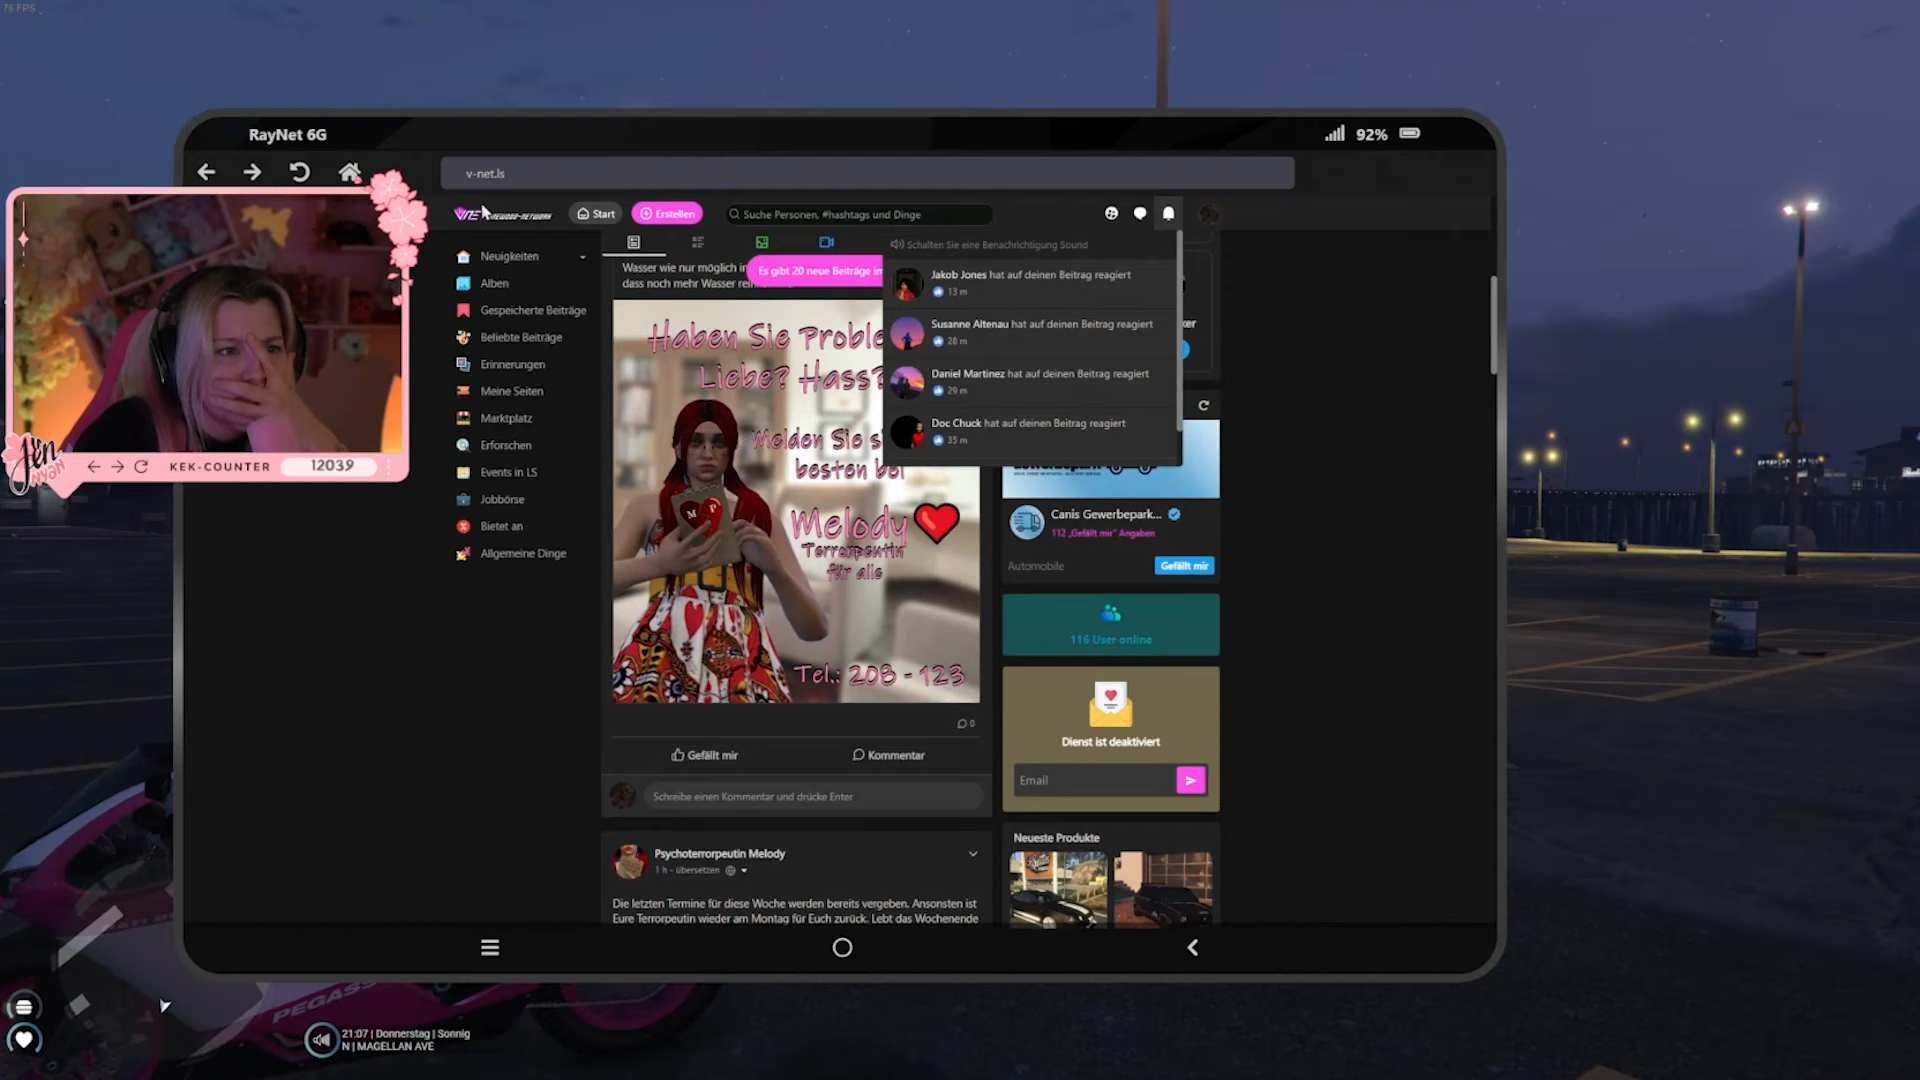 76 FPS
RayNet 6G
92%
v-net.ls
Start
Erstellen
Suche Personen, #hashtags und Dinge
Neuigkeiten
Alben
Gespeicherte Beiträge
Beliebte Beiträge
Erinnerungen
Meine Seiten
Marktplatz
Erforschen
Events in LS
Jobbörse
Bietet an
Allgemeine Dinge
Jen
NYAN
KEK-COUNTER
12039
Wasser wie nur möglich in
dass noch mehr Wasser rein
Es gibt 20 neue Beiträge im
Haben Sie Proble
Liebe? Hass?
Melden Sie s
besten bei
Melody
Terrorpeutin
für alle
M P
Tel.: 208 - 123
0
Gefällt mir
Kommentar
Schreibe einen Kommentar und drücke Enter
Psychoterrorpeutin Melody
1 h - übersetzen
Die letzten Termine für diese Woche werden bereits vergeben. Ansonsten ist
Eure Terrorpeutin wieder am Montag für Euch zurück. Lebt das Wochenende
Schalten Sie eine Benachrichtigung Sound
Jakob Jones hat auf deinen Beitrag reagiert
13 m
Susanne Altenau hat auf deinen Beitrag reagiert
28 m
Daniel Martinez hat auf deinen Beitrag reagiert
29 m
Doc Chuck hat auf deinen Beitrag reagiert
35 m
Canis Gewerbepark...
112 „Gefällt mir" Angaben
Automobile
Gefällt mir
116 User online
Dienst ist deaktiviert
Email
Neueste Produkte
PEGASS
21:07 | Donnerstag | Sonnig
N | MAGELLAN AVE